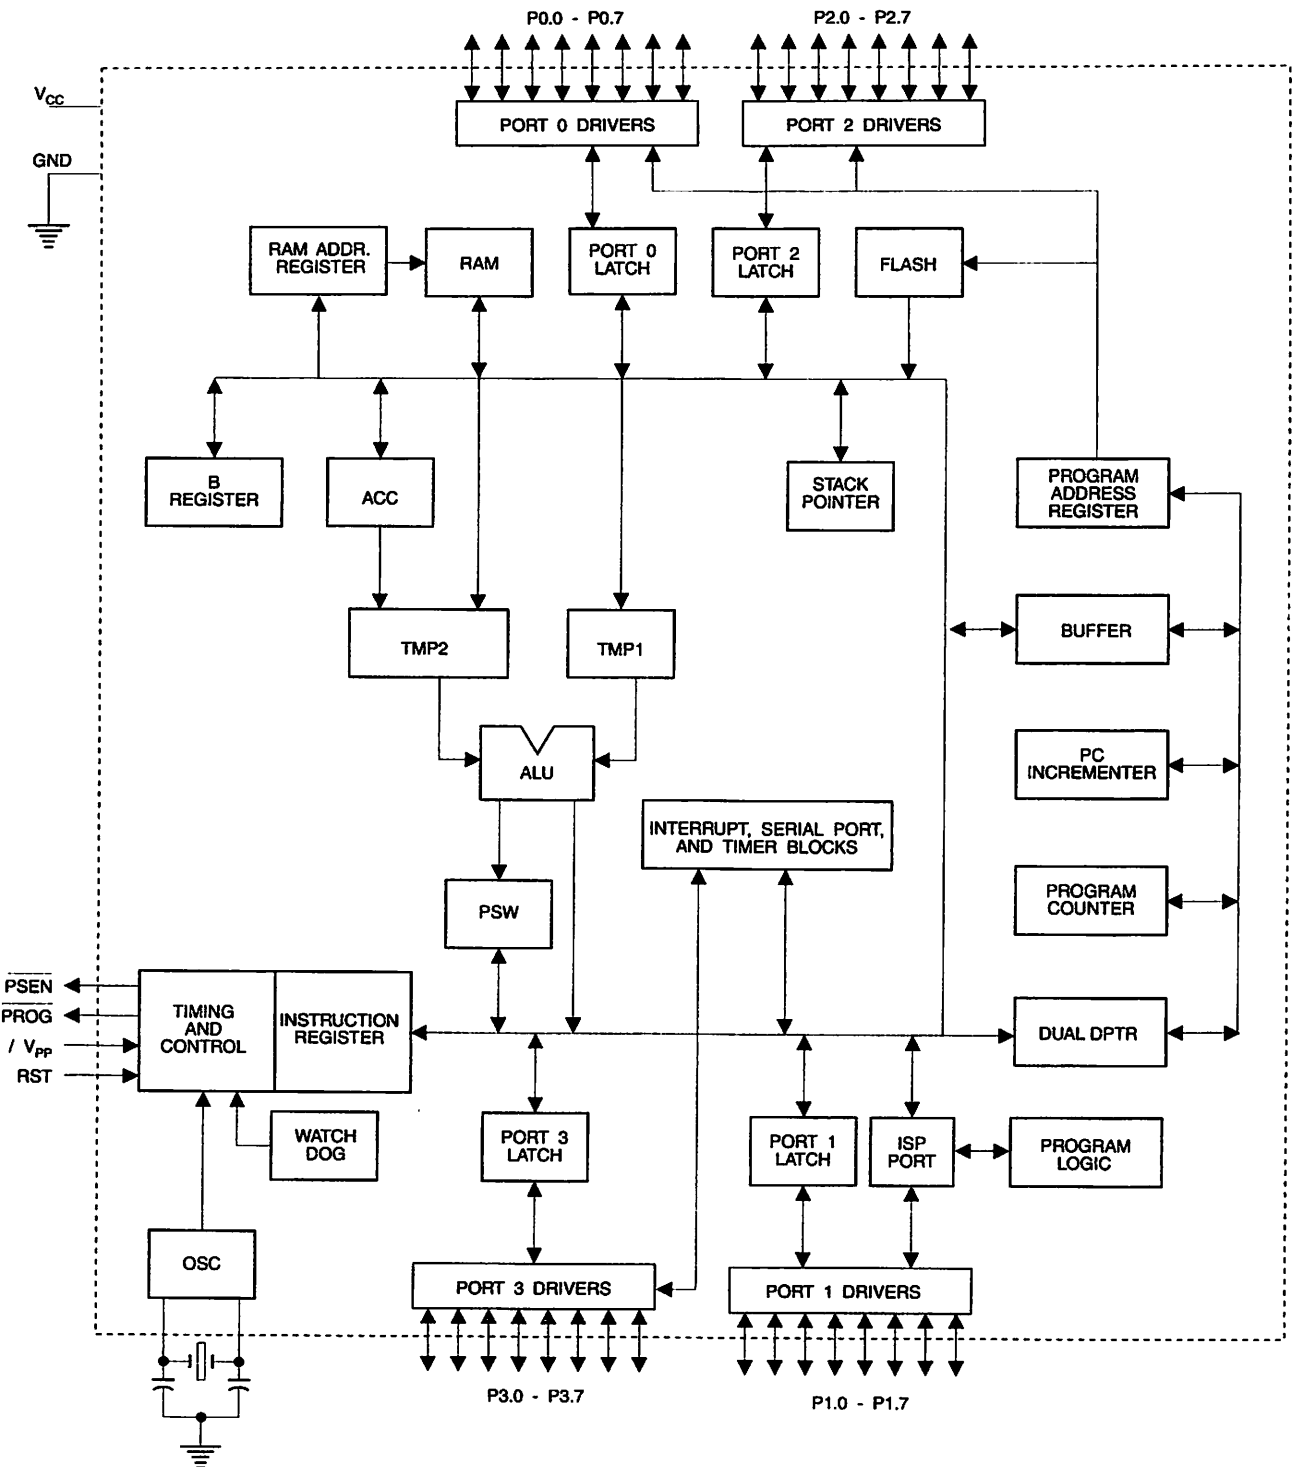 P0.0 - P0.7
P2.0 - P2.7
VCC
GND
PORT 0 DRIVERS
PORT 2 DRIVERS
RAM ADDR.
REGISTER
RAM
PORT 0
LATCH
PORT 2
LATCH
FLASH
B
REGISTER
ACC
STACK
POINTER
PROGRAM
ADDRESS
REGISTER
TMP2
TMP1
BUFFER
ALU
PC
INCREMENTER
INTERRUPT, SERIAL PORT,
AND TIMER BLOCKS
PSW
PROGRAM
COUNTER
PSEN
PROG
/ VPP
RST
TIMING
AND
CONTROL
INSTRUCTION
REGISTER
DUAL DPTR
WATCH
DOG
PORT 3
LATCH
PORT 1
LATCH
ISP
PORT
PROGRAM
LOGIC
OSC
PORT 3 DRIVERS
PORT 1 DRIVERS
P3.0 - P3.7
P1.0 - P1.7